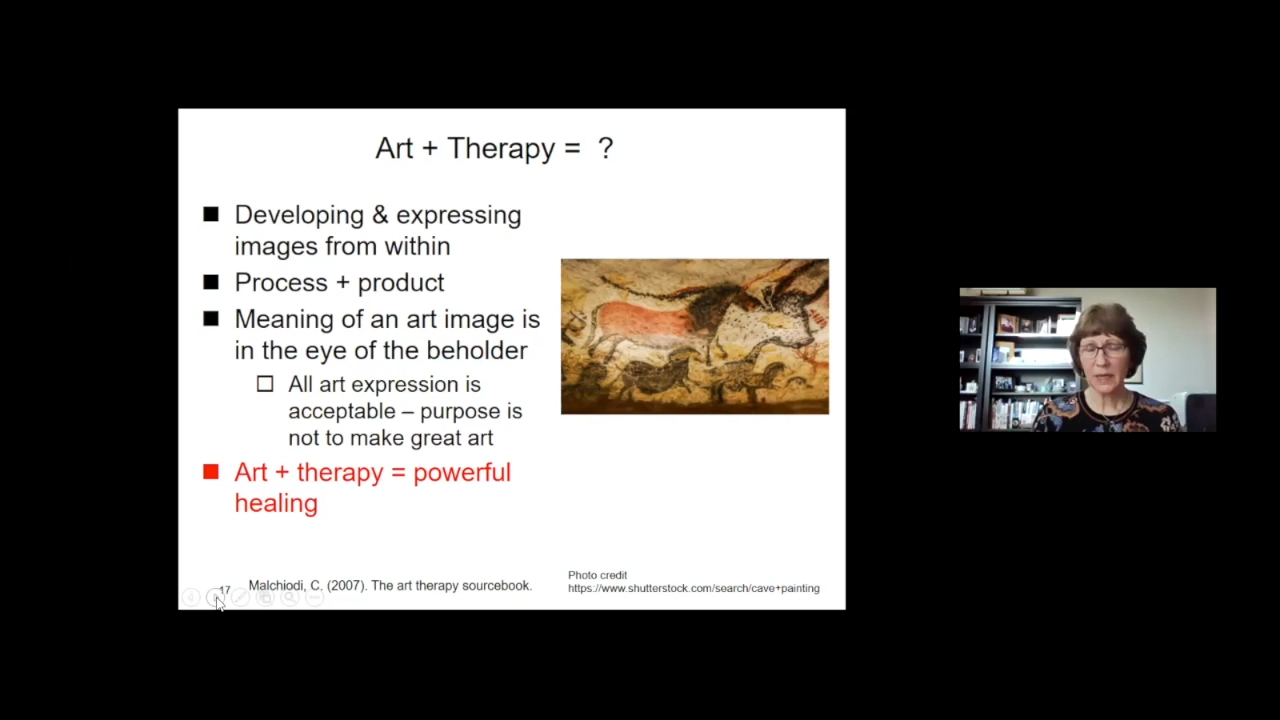 Art + Therapy = ?
Developing & expressing
images from within
Process + product
Meaning of an art image is
in the eye of the beholder
All art expression is
acceptable – purpose is
not to make great art
Art + therapy = powerful
healing
17
Malchiodi, C. (2007). The art therapy sourcebook.
Photo credit
https://www.shutterstock.com/search/cave+painting